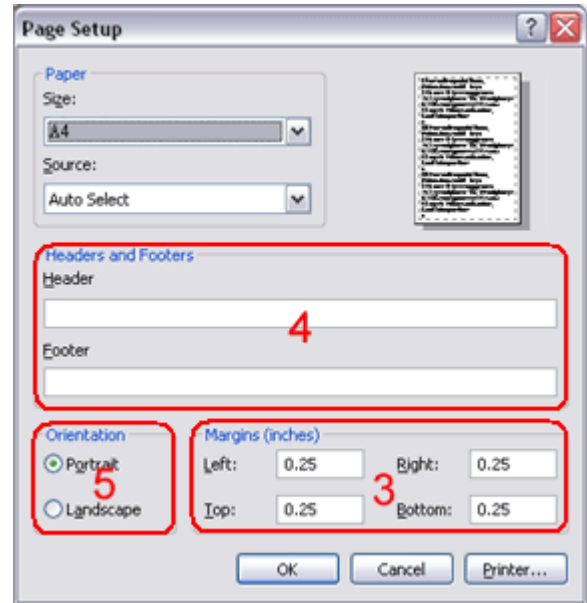 Page Setup
Paper
Size:
A4
Source:
Auto Select
Headers and Footers
Header
4
Footer
Orientation
Portrait
5
Landscape
Margins (inches)
Left: 0.25 Right: 0.25
3
Top: 0.25 Bottom: 0.25
OK Cancel Printer...